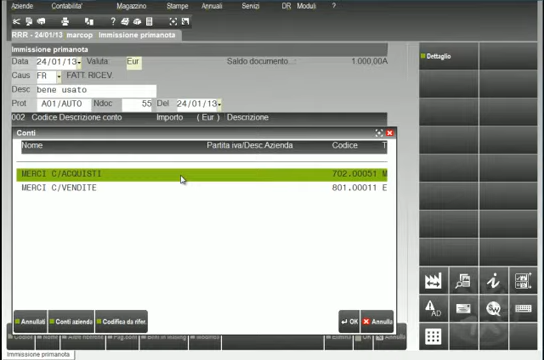 Aziende Contabilita' Magazzino Stampe Annuali Servizi DR Moduli ?
RRR - 24/01/13 marcop Immissione primanota
Immissione primanota
Data 24/01/13 Valuta Eur Saldo documento..: 1.000,00A
Caus FR FATT.RICEV.
Desc bene usato
Prot A01/AUTO Ndoc 55 Del 24/01/13
002 Codice Descrizione conto Importo ( Eur ) Descrizione
Conti
Nome Partita iva/Desc.Azienda Codice T
MERCI C/ACQUISTI 702.00051 M
MERCI C/VENDITE 801.00011 E
Annullati Conti azienda Codifica da rifer. OK Annulla
Dettaglio
AD
Immissione primanota